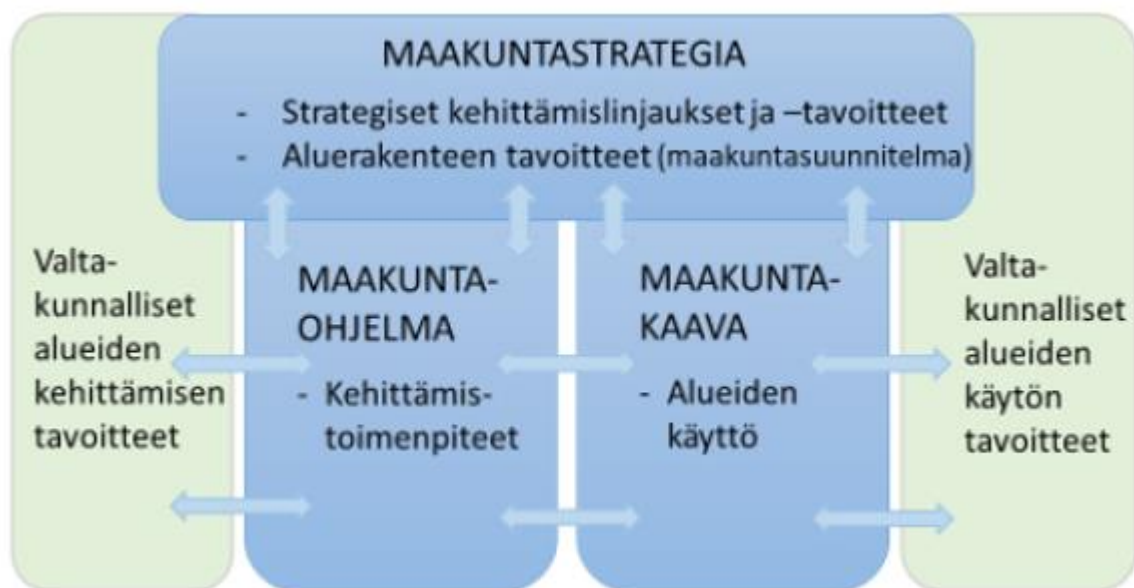 MAAKUNTASTRATEGIA
- Strategiset kehittämislinjaukset ja –tavoitteet
- Aluerakenteen tavoitteet (maakuntasuunnitelma)
Valta-
kunnalliset
alueiden
kehittämisen
tavoitteet
MAAKUNTA-
OHJELMA
- Kehittämis-
toimenpiteet
MAAKUNTA-
KAAVA
- Alueiden
käyttö
Valta-
kunnalliset
alueiden
käytön
tavoitteet